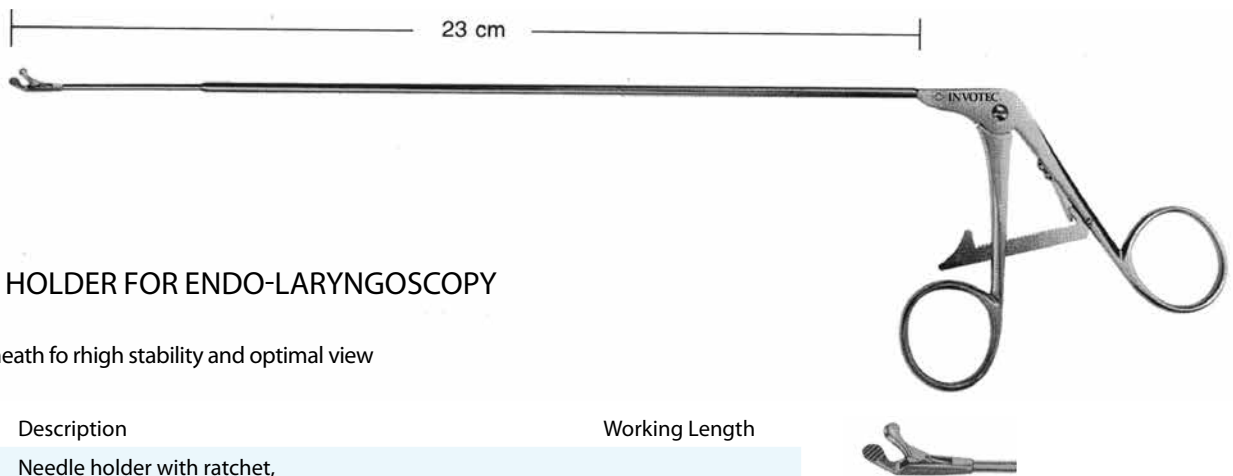 23 cm
INVOTEC
HOLDER FOR ENDO-LARYNGOSCOPY
heath fo rhigh stability and optimal view
Description Working Length
Needle holder with ratchet,